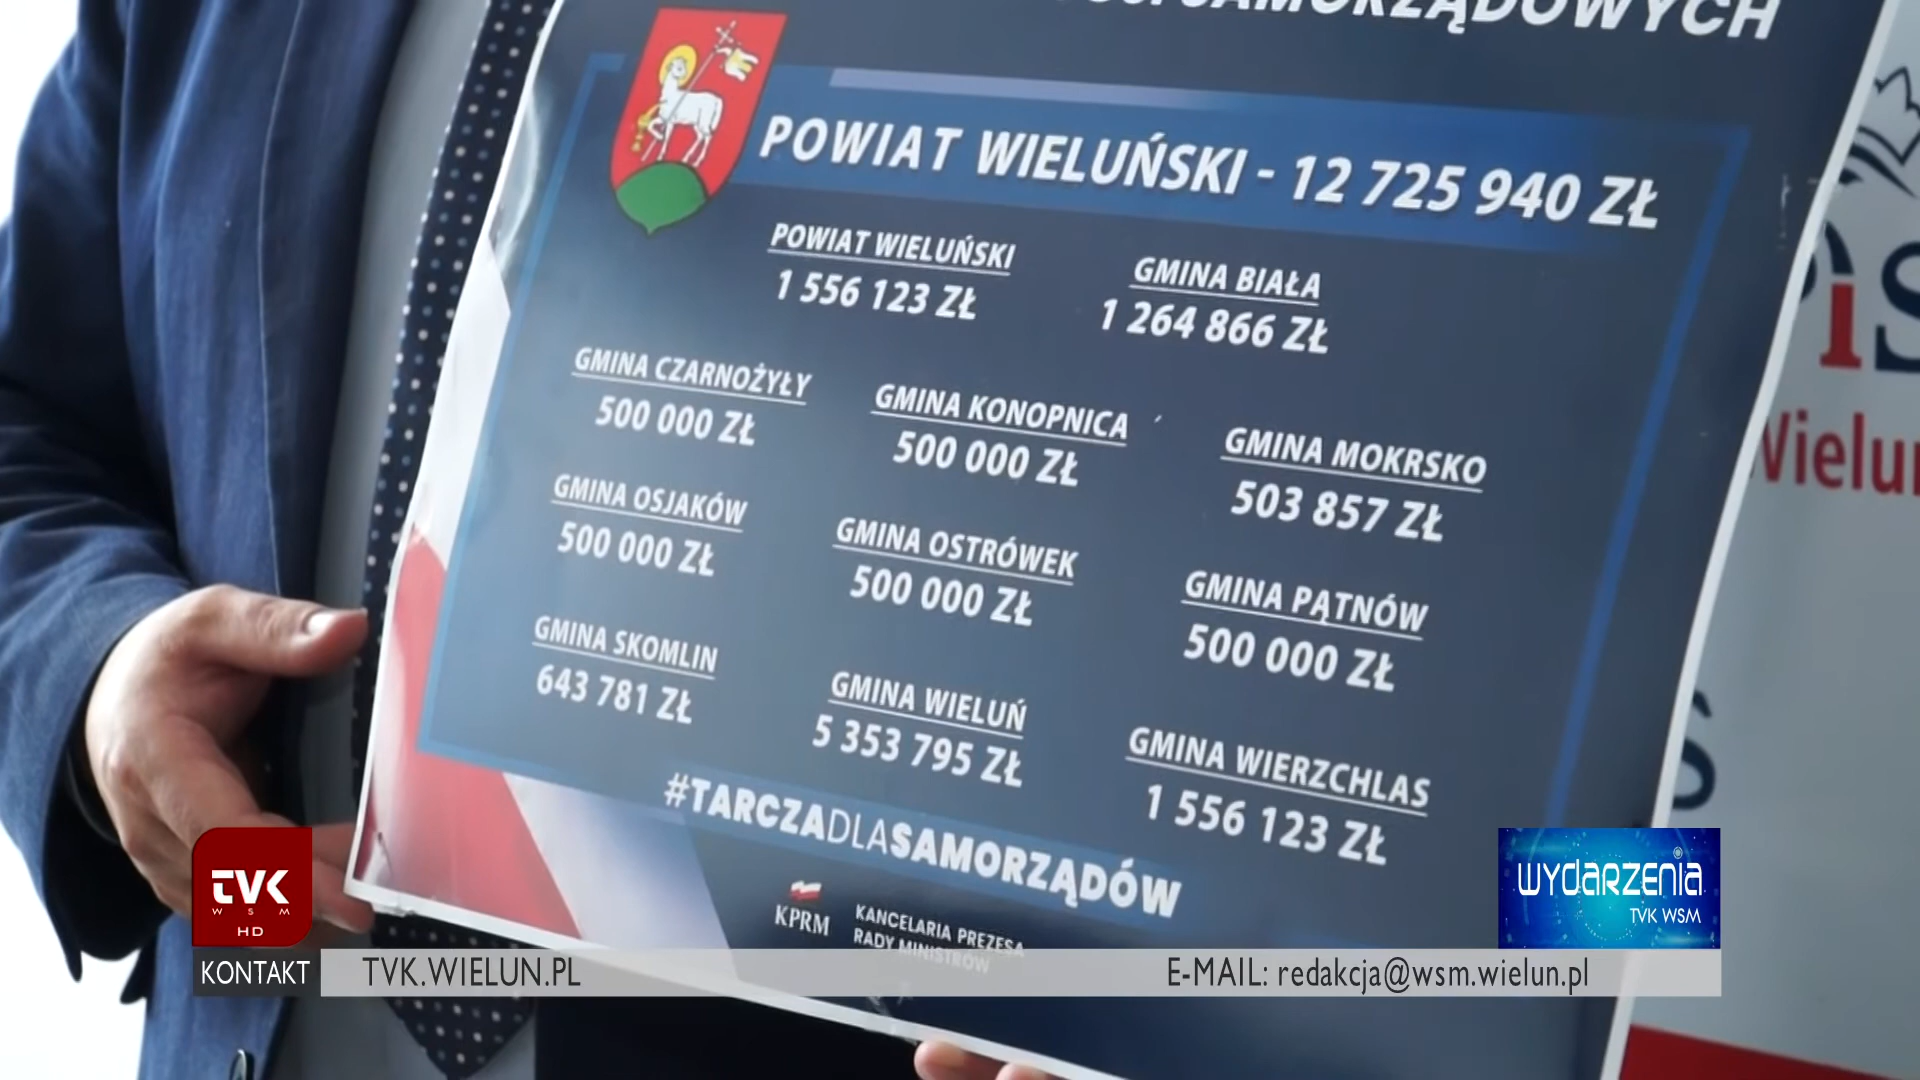 SAMORZĄDOWYCH
POWIAT WIELUŃSKI - 12 725 940 ZŁ
POWIAT WIELUŃSKI
1 556 123 ZŁ
GMINA BIAŁA
1 264 866 ZŁ
GMINA CZARNOŻYŁY
500 000 ZŁ
GMINA KONOPNICA
500 000 ZŁ
GMINA MOKRSKO
503 857 ZŁ
GMINA OSJAKÓW
500 000 ZŁ
GMINA OSTRÓWEK
500 000 ZŁ
GMINA PĄTNÓW
500 000 ZŁ
GMINA SKOMLIN
643 781 ZŁ
GMINA WIELUŃ
5 353 795 ZŁ
GMINA WIERZCHLAS
1 556 123 ZŁ
#TARCZADLASAMORZĄDÓW
KPRM
KANCELARIA PREZESA
RADY MINISTRÓW
PiS
Wieluń
TVK
WSM
HD
WYDARZENIA
TVK WSM
KONTAKT
TVK.WIELUN.PL
E-MAIL: redakcja@wsm.wielun.pl